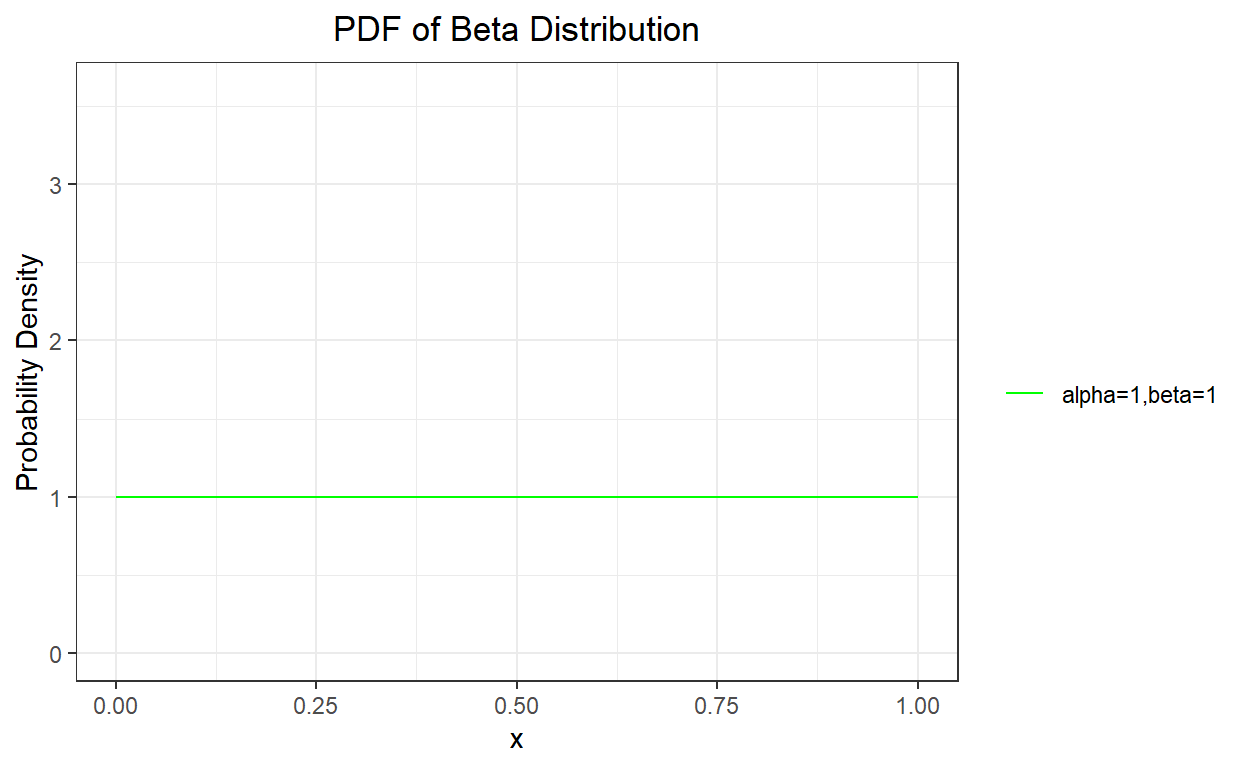 PDF of Beta Distribution
Probability Density
3
2
1
0
0.00 0.25 0.50 0.75 1.00
x
alpha=1,beta=1